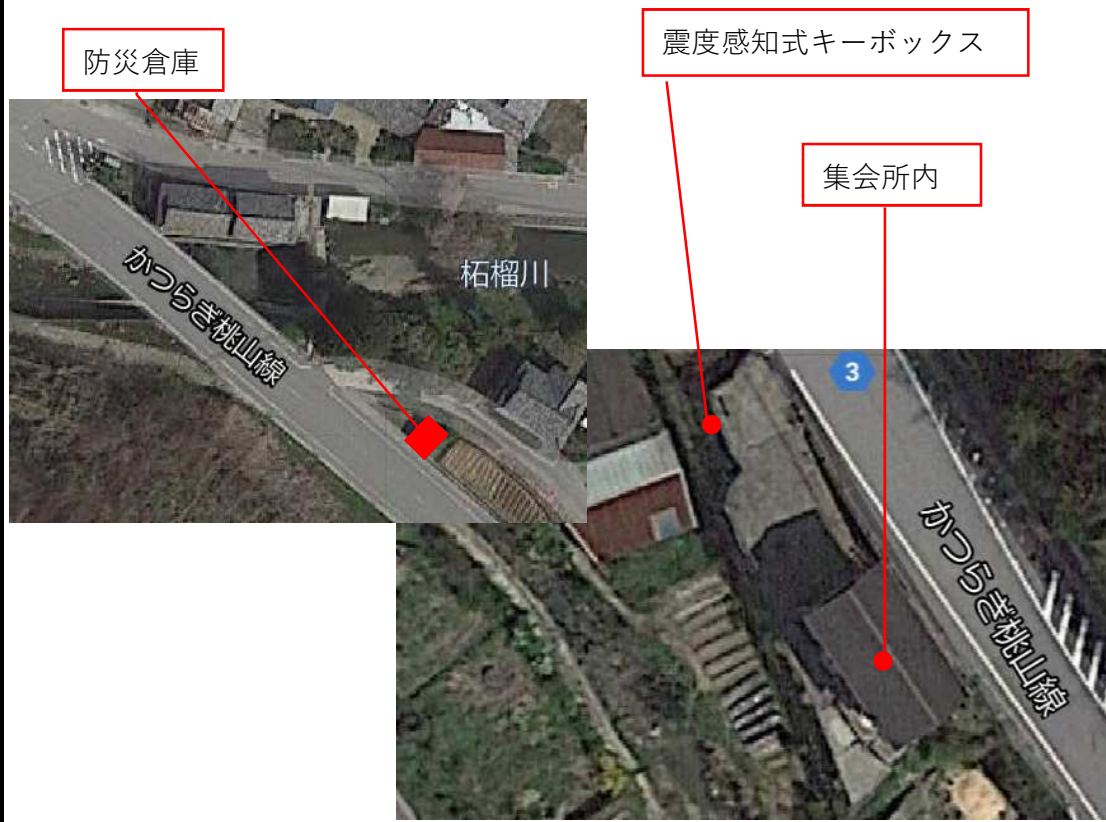 防災倉庫
震度感知式キーボックス
集会所内
柘榴川
かつらぎ桃山線
3
かつらぎ桃山線